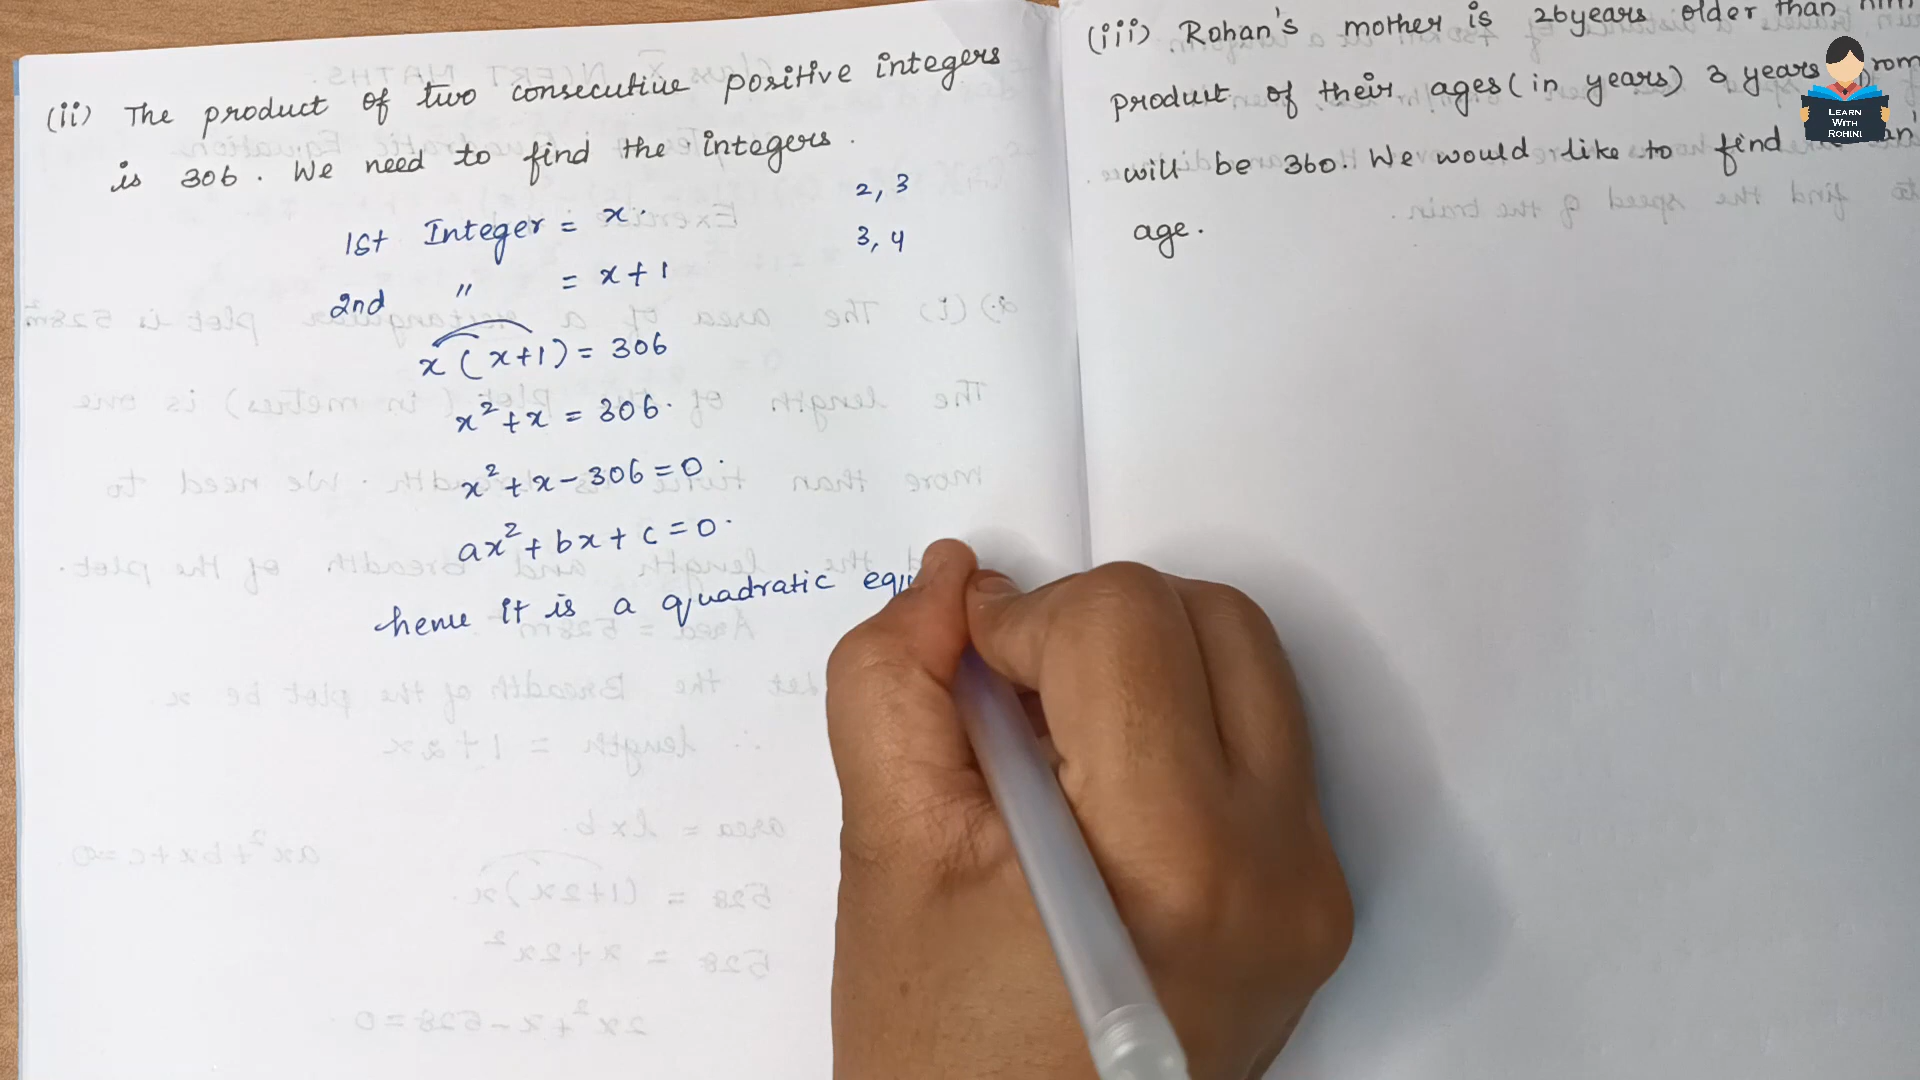 (ii) The product of two consecutive positive integers
is 306. We need to find the integers.
2, 3
1st Integer = x.
3, 4
2nd " = x+1
x(x+1) = 306
x²+x = 306.
x²+x-306=0.
ax²+bx+c=0.
hence it is a quadratic
(iii) Rohan's mother is 26years older than
product of their ages (in years) 3 years
will be 360. We would like to find
age.
LEARN
WITH
ROHINI